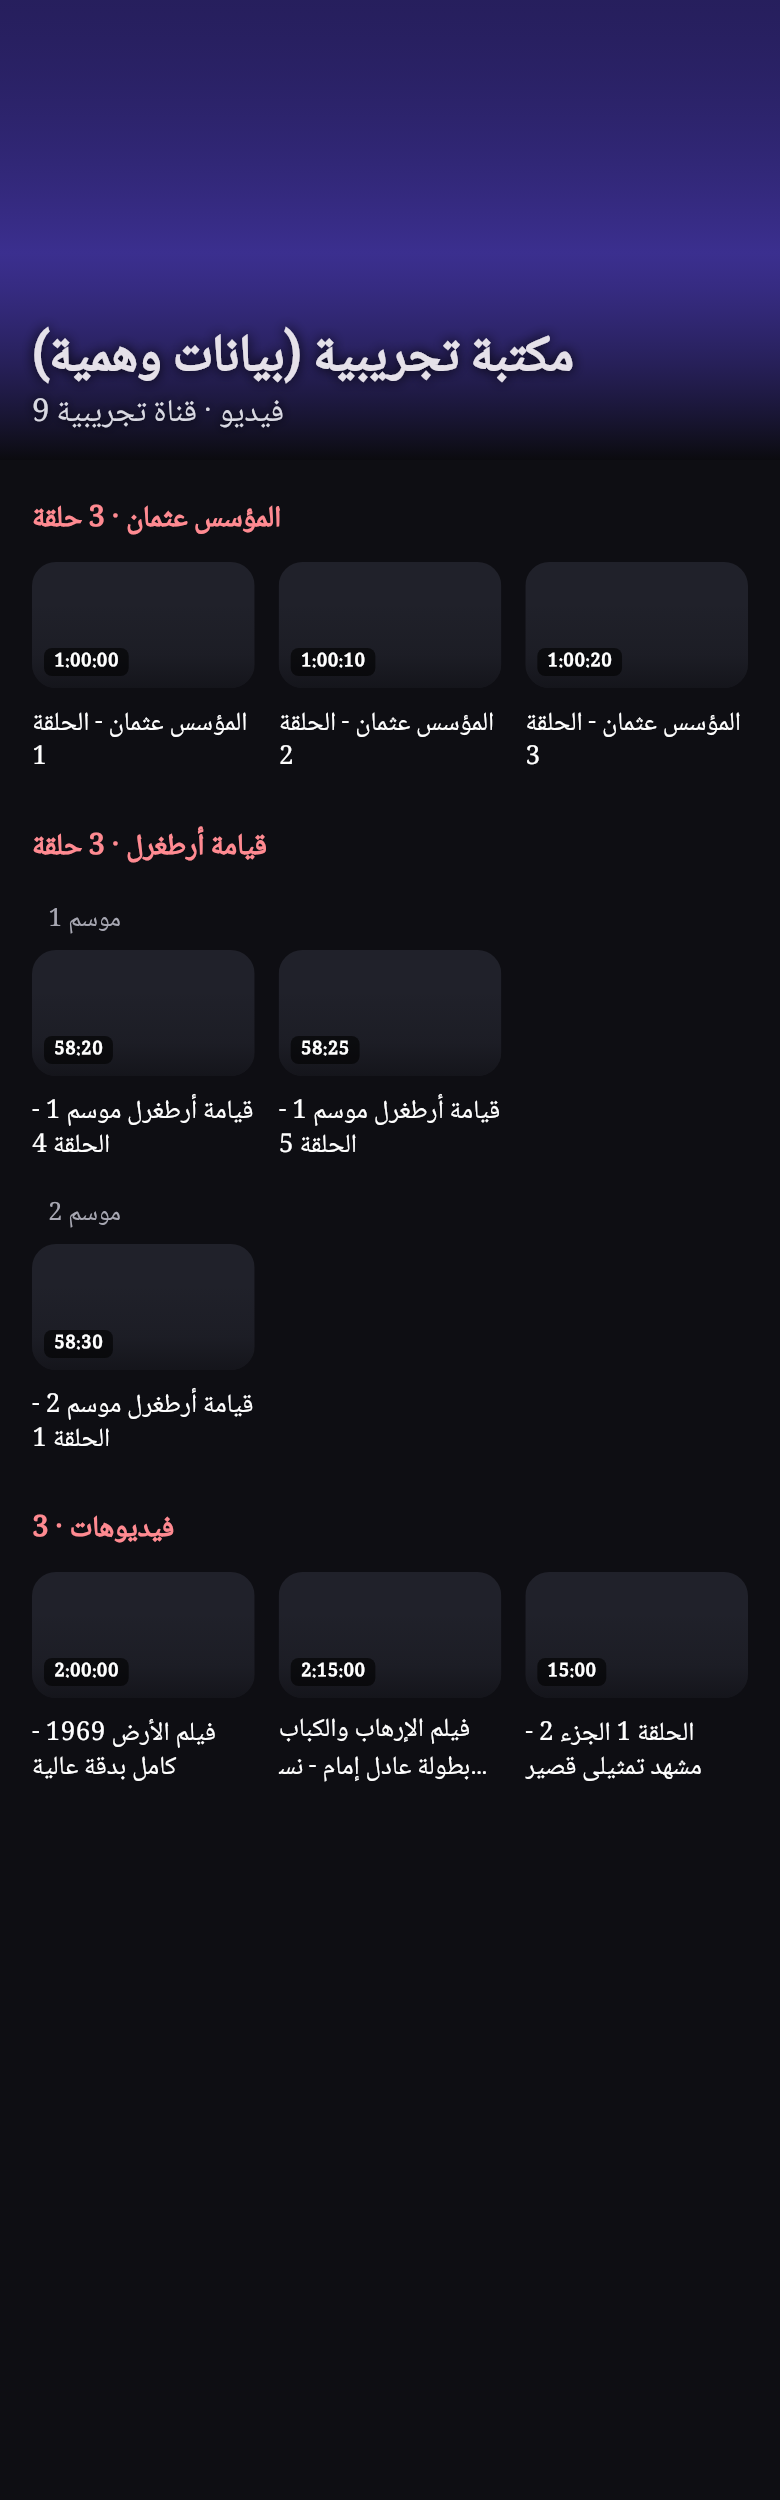 مكتبة تجريبية (بيانات وهمية)
9 فيديو · قناة تجريبية
المؤسس عثمان · 3 حلقة
1:00:00
1:00:10
1:00:20
المؤسس عثمان - الحلقة
1
المؤسس عثمان - الحلقة
2
المؤسس عثمان - الحلقة
3
قيامة أرطغرل · 3 حلقة
موسم 1
58:20
58:25
قيامة أرطغرل موسم 1 -
الحلقة 4
قيامة أرطغرل موسم 1 -
الحلقة 5
موسم 2
58:30
قيامة أرطغرل موسم 2 -
الحلقة 1
فيديوهات · 3
2:00:00
2:15:00
15:00
فيلم الأرض 1969 -
كامل بدقة عالية
فيلم الإرهاب والكباب
بطولة عادل إمام - نسـ...
الحلقة 1 الجزء 2 -
مشهد تمثيلي قصير